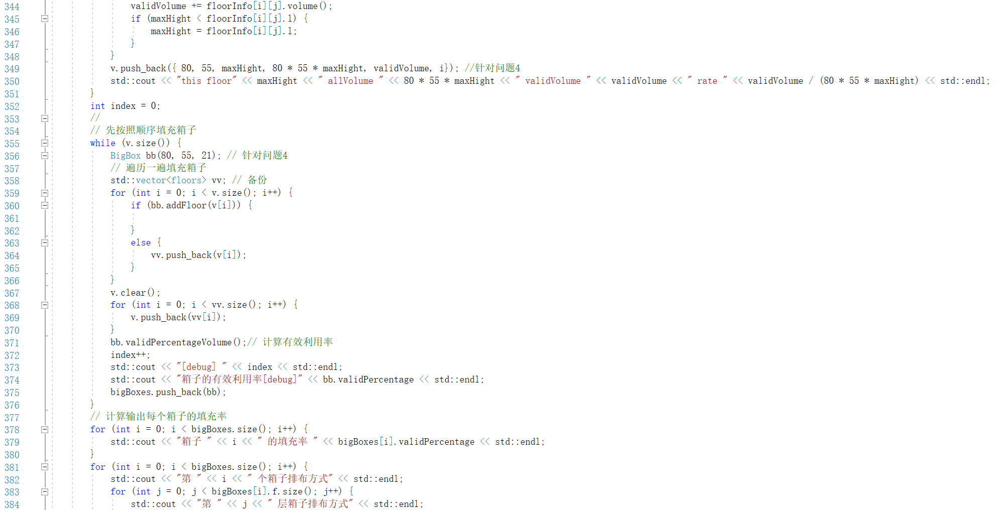 344 validVolume += floorInfo[i][j].volume();
345 if (maxHight < floorInfo[i][j].l) {
346 maxHight = floorInfo[i][j].l;
347 }
348 }
349 v.push_back({ 80, 55, maxHight, 80 * 55 * maxHight, validVolume, i}); //针对问题4
350 std::cout << "this floor" << maxHight << " allVolume " << 80 * 55 * maxHight << " validVolume " << validVolume << " rate " << validVolume / (80 * 55 * maxHight) << std::endl;
351 }
352 int index = 0;
353 //
354 // 先按照顺序填充箱子
355 while (v.size()) {
356 BigBox bb(80, 55, 21); // 针对问题4
357 // 遍历一遍填充箱子
358 std::vector<floors> vv; // 备份
359 for (int i = 0; i < v.size(); i++) {
360 if (bb.addFloor(v[i])) {
361
362 }
363 else {
364 vv.push_back(v[i]);
365 }
366 }
367 v.clear();
368 for (int i = 0; i < vv.size(); i++) {
369 v.push_back(vv[i]);
370 }
371 bb.validPercentageVolume();// 计算有效利用率
372 index++;
373 std::cout << "[debug] " << index << std::endl;
374 std::cout << "箱子的有效利用率[debug]" << bb.validPercentage << std::endl;
375 bigBoxes.push_back(bb);
376 }
377 // 计算输出每个箱子的填充率
378 for (int i = 0; i < bigBoxes.size(); i++) {
379 std::cout << "箱子 " << i << " 的填充率 " << bigBoxes[i].validPercentage << std::endl;
380 }
381 for (int i = 0; i < bigBoxes.size(); i++) {
382 std::cout << "第 " << i << " 个箱子排布方式" << std::endl;
383 for (int j = 0; j < bigBoxes[i].f.size(); j++) {
384 std::cout << "第 " << j << " 层箱子排布方式" << std::endl;